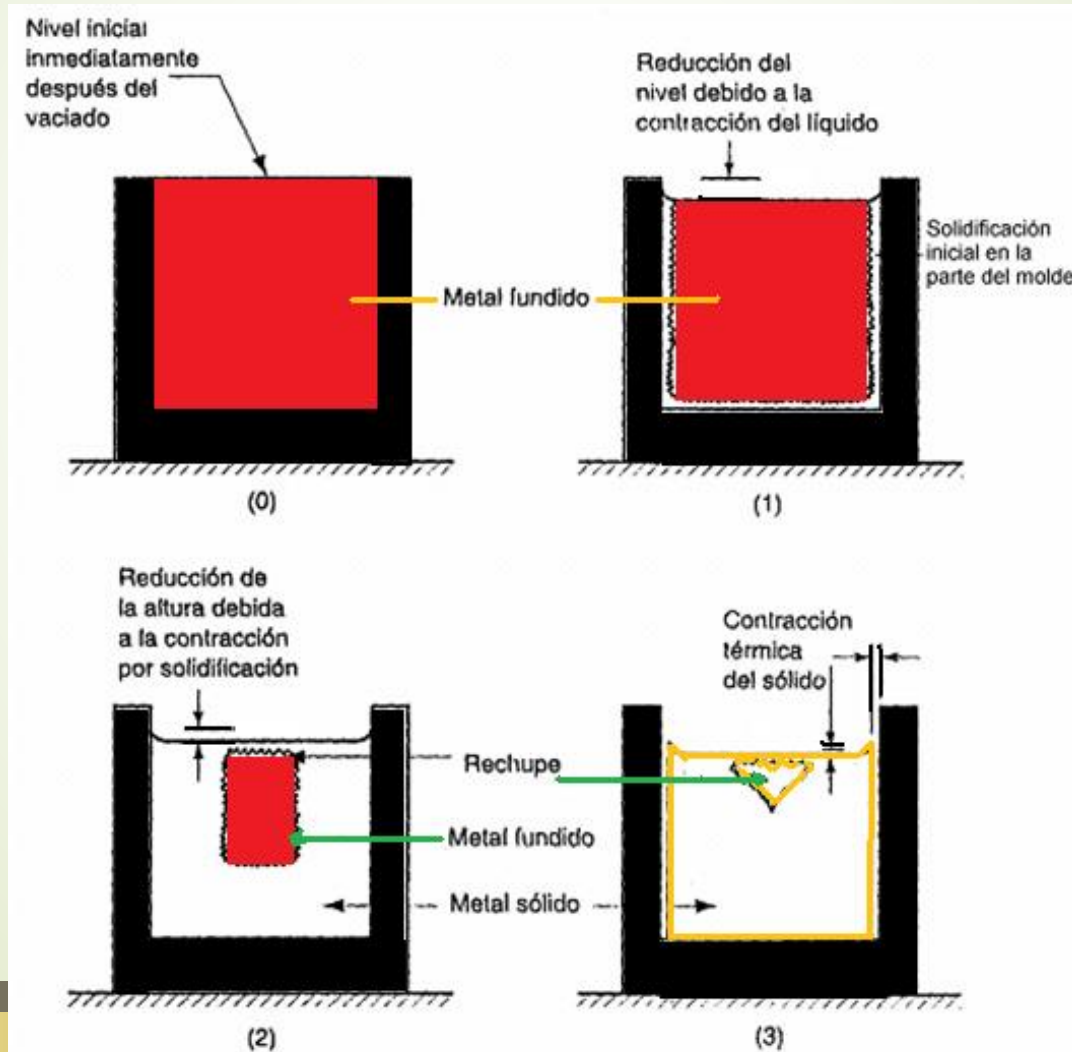 Nivel inicial
inmediatamente
después del
vaciado
Reducción del
nivel debido a la
contracción del líquido
Solidificación
inicial en la
parte del molde
Metal fundido
(0)
(1)
Reducción de
la altura debida
a la contracción
por solidificación
Contracción
térmica
del sólido
Rechupe
Metal fundido
Metal sólido
(2)
(3)